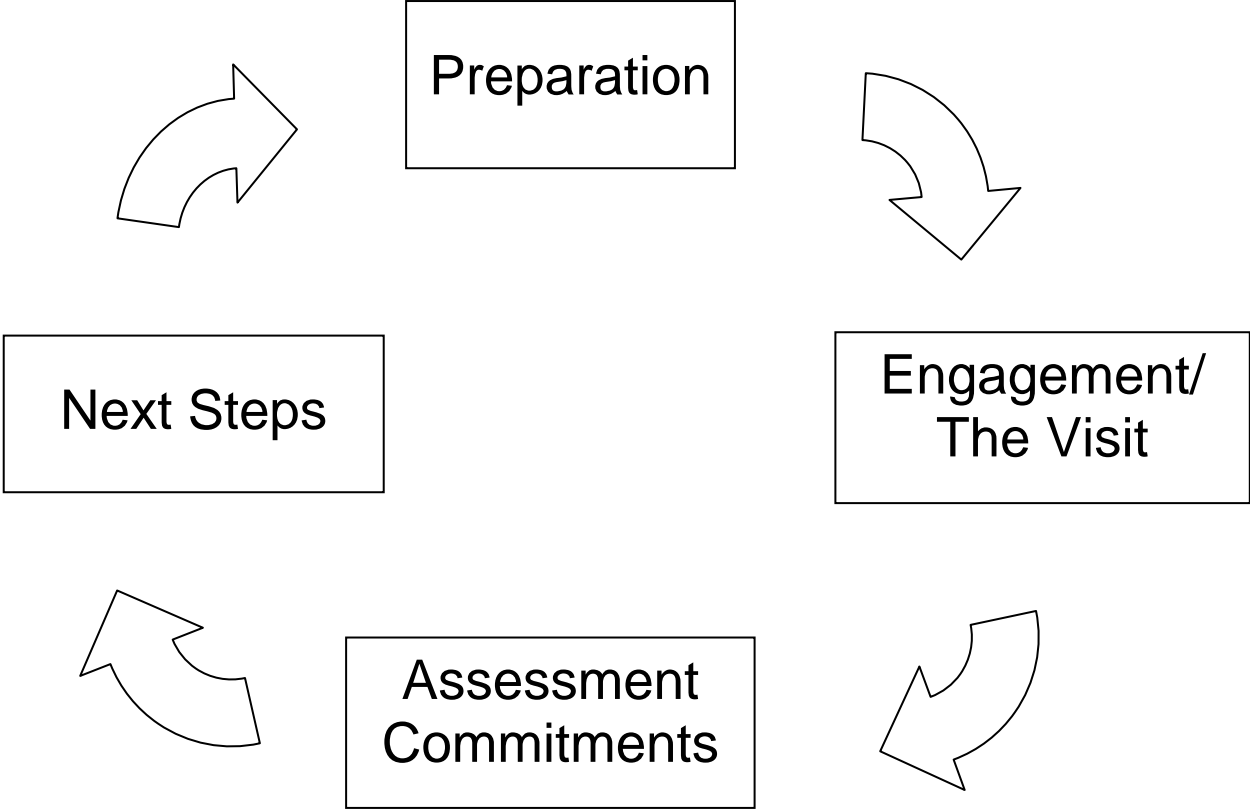 Preparation
Engagement/
The Visit
Assessment
Commitments
Next Steps